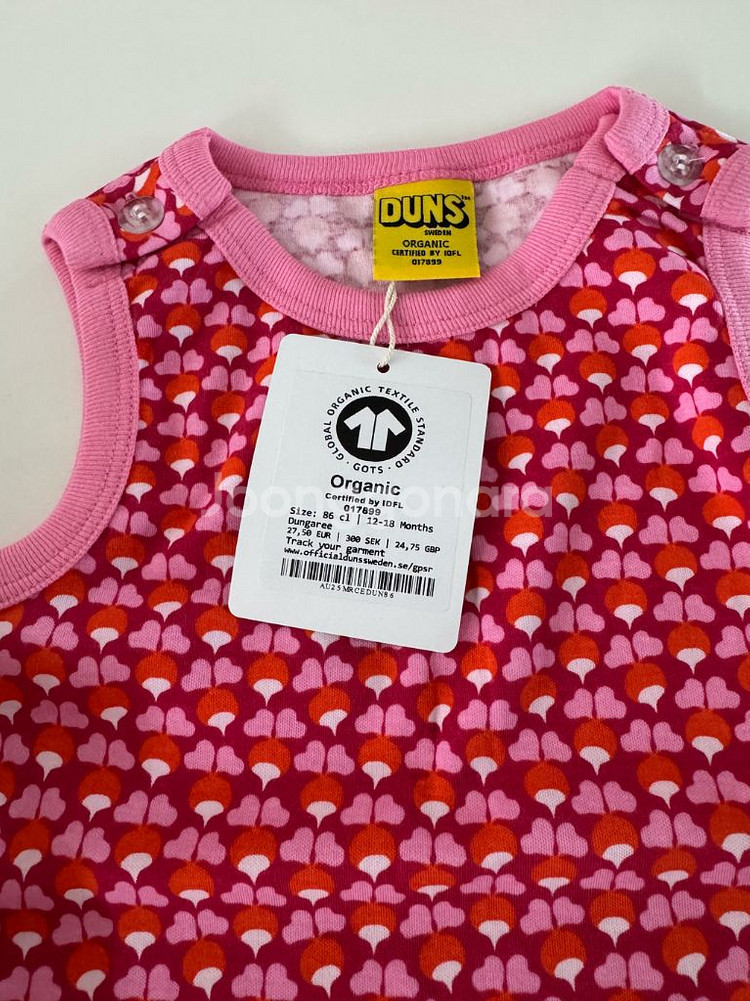 DUNS™
SWEDEN
ORGANIC
CERTIFIED BY IDFL
017899
GLOBAL ORGANIC TEXTILE STANDARD
· GOTS ·
Organic
Certified by IDFL
017899
Size: 86 cl | 12-18 Months
Dungaree
27,50 EUR | 300 SEK | 24,75 GBP
Track your garment
www.officialdunssweden.se/gpsr
AU25MRCEDUN86